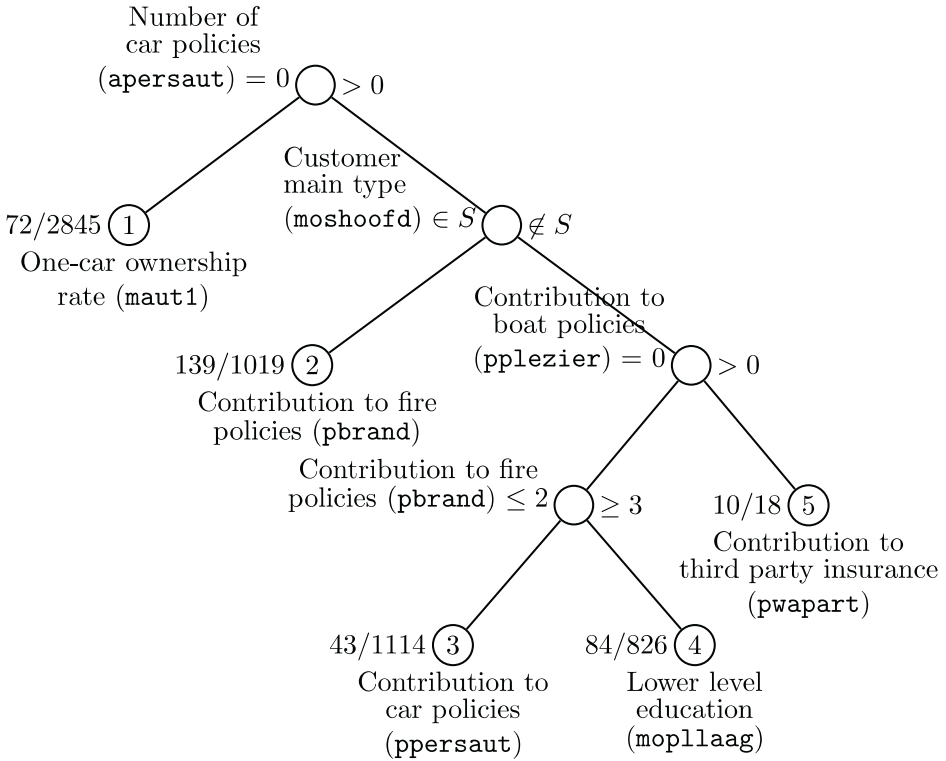 Number of
car policies
(apersaut) = 0
> 0
Customer
main type
(moshoofd) ∈ S
∉ S
72/2845
1
One-car ownership
rate (maut1)
Contribution to
boat policies
(pplezier) = 0
> 0
139/1019
2
Contribution to fire
policies (pbrand)
Contribution to fire
policies (pbrand) ≤ 2
≥ 3
10/18
5
Contribution to
third party insurance
(pwapart)
43/1114
3
Contribution to
car policies
(ppersaut)
84/826
4
Lower level
education
(mopllaag)